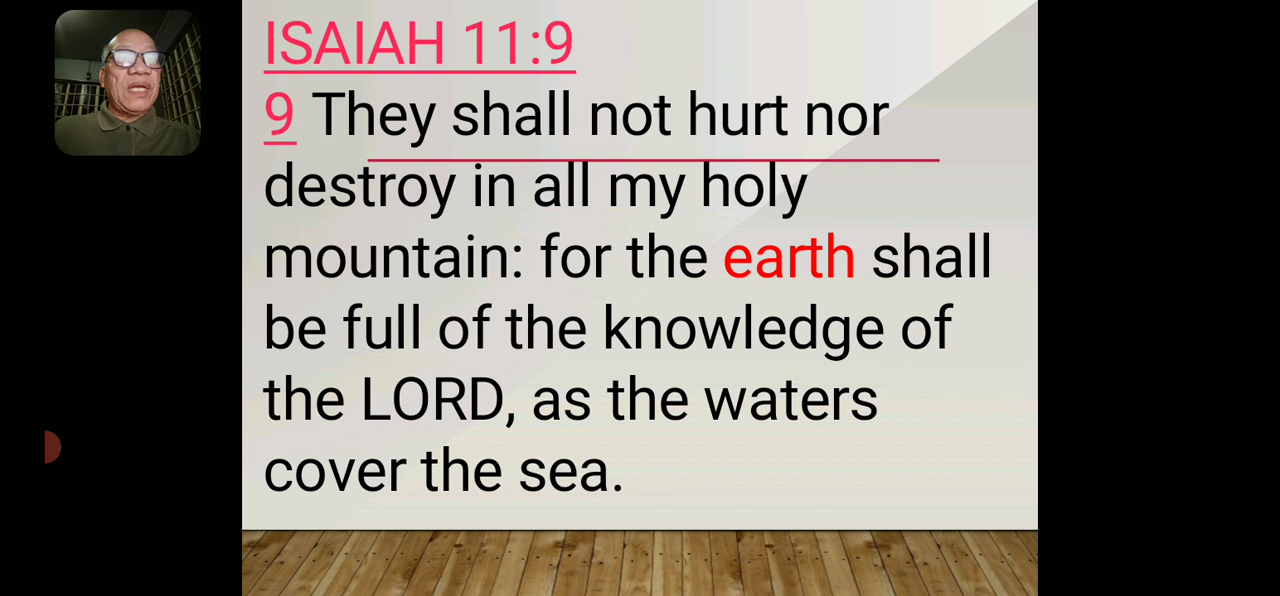 ISAIAH 11:9
9 They shall not hurt nor
destroy in all my holy
mountain: for the earth shall
be full of the knowledge of
the LORD, as the waters
cover the sea.